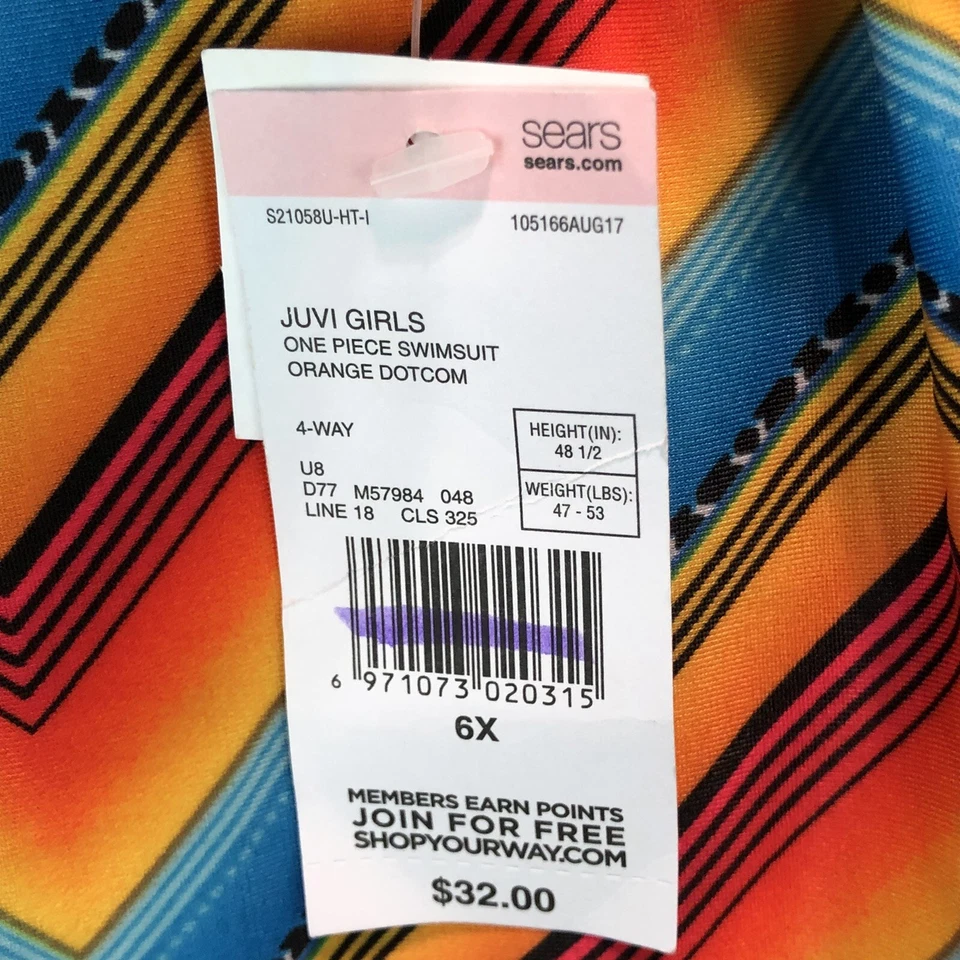 sears
sears.com
S21058U-HT-I 105166AUG17
JUVI GIRLS
ONE PIECE SWIMSUIT
ORANGE DOTCOM
4-WAY
HEIGHT(IN):
48 1/2
WEIGHT(LBS):
47 - 53
U8
D77 M57984 048
LINE 18 CLS 325
6 971073 020315
6X
MEMBERS EARN POINTS
JOIN FOR FREE
SHOPYOURWAY.COM
$32.00